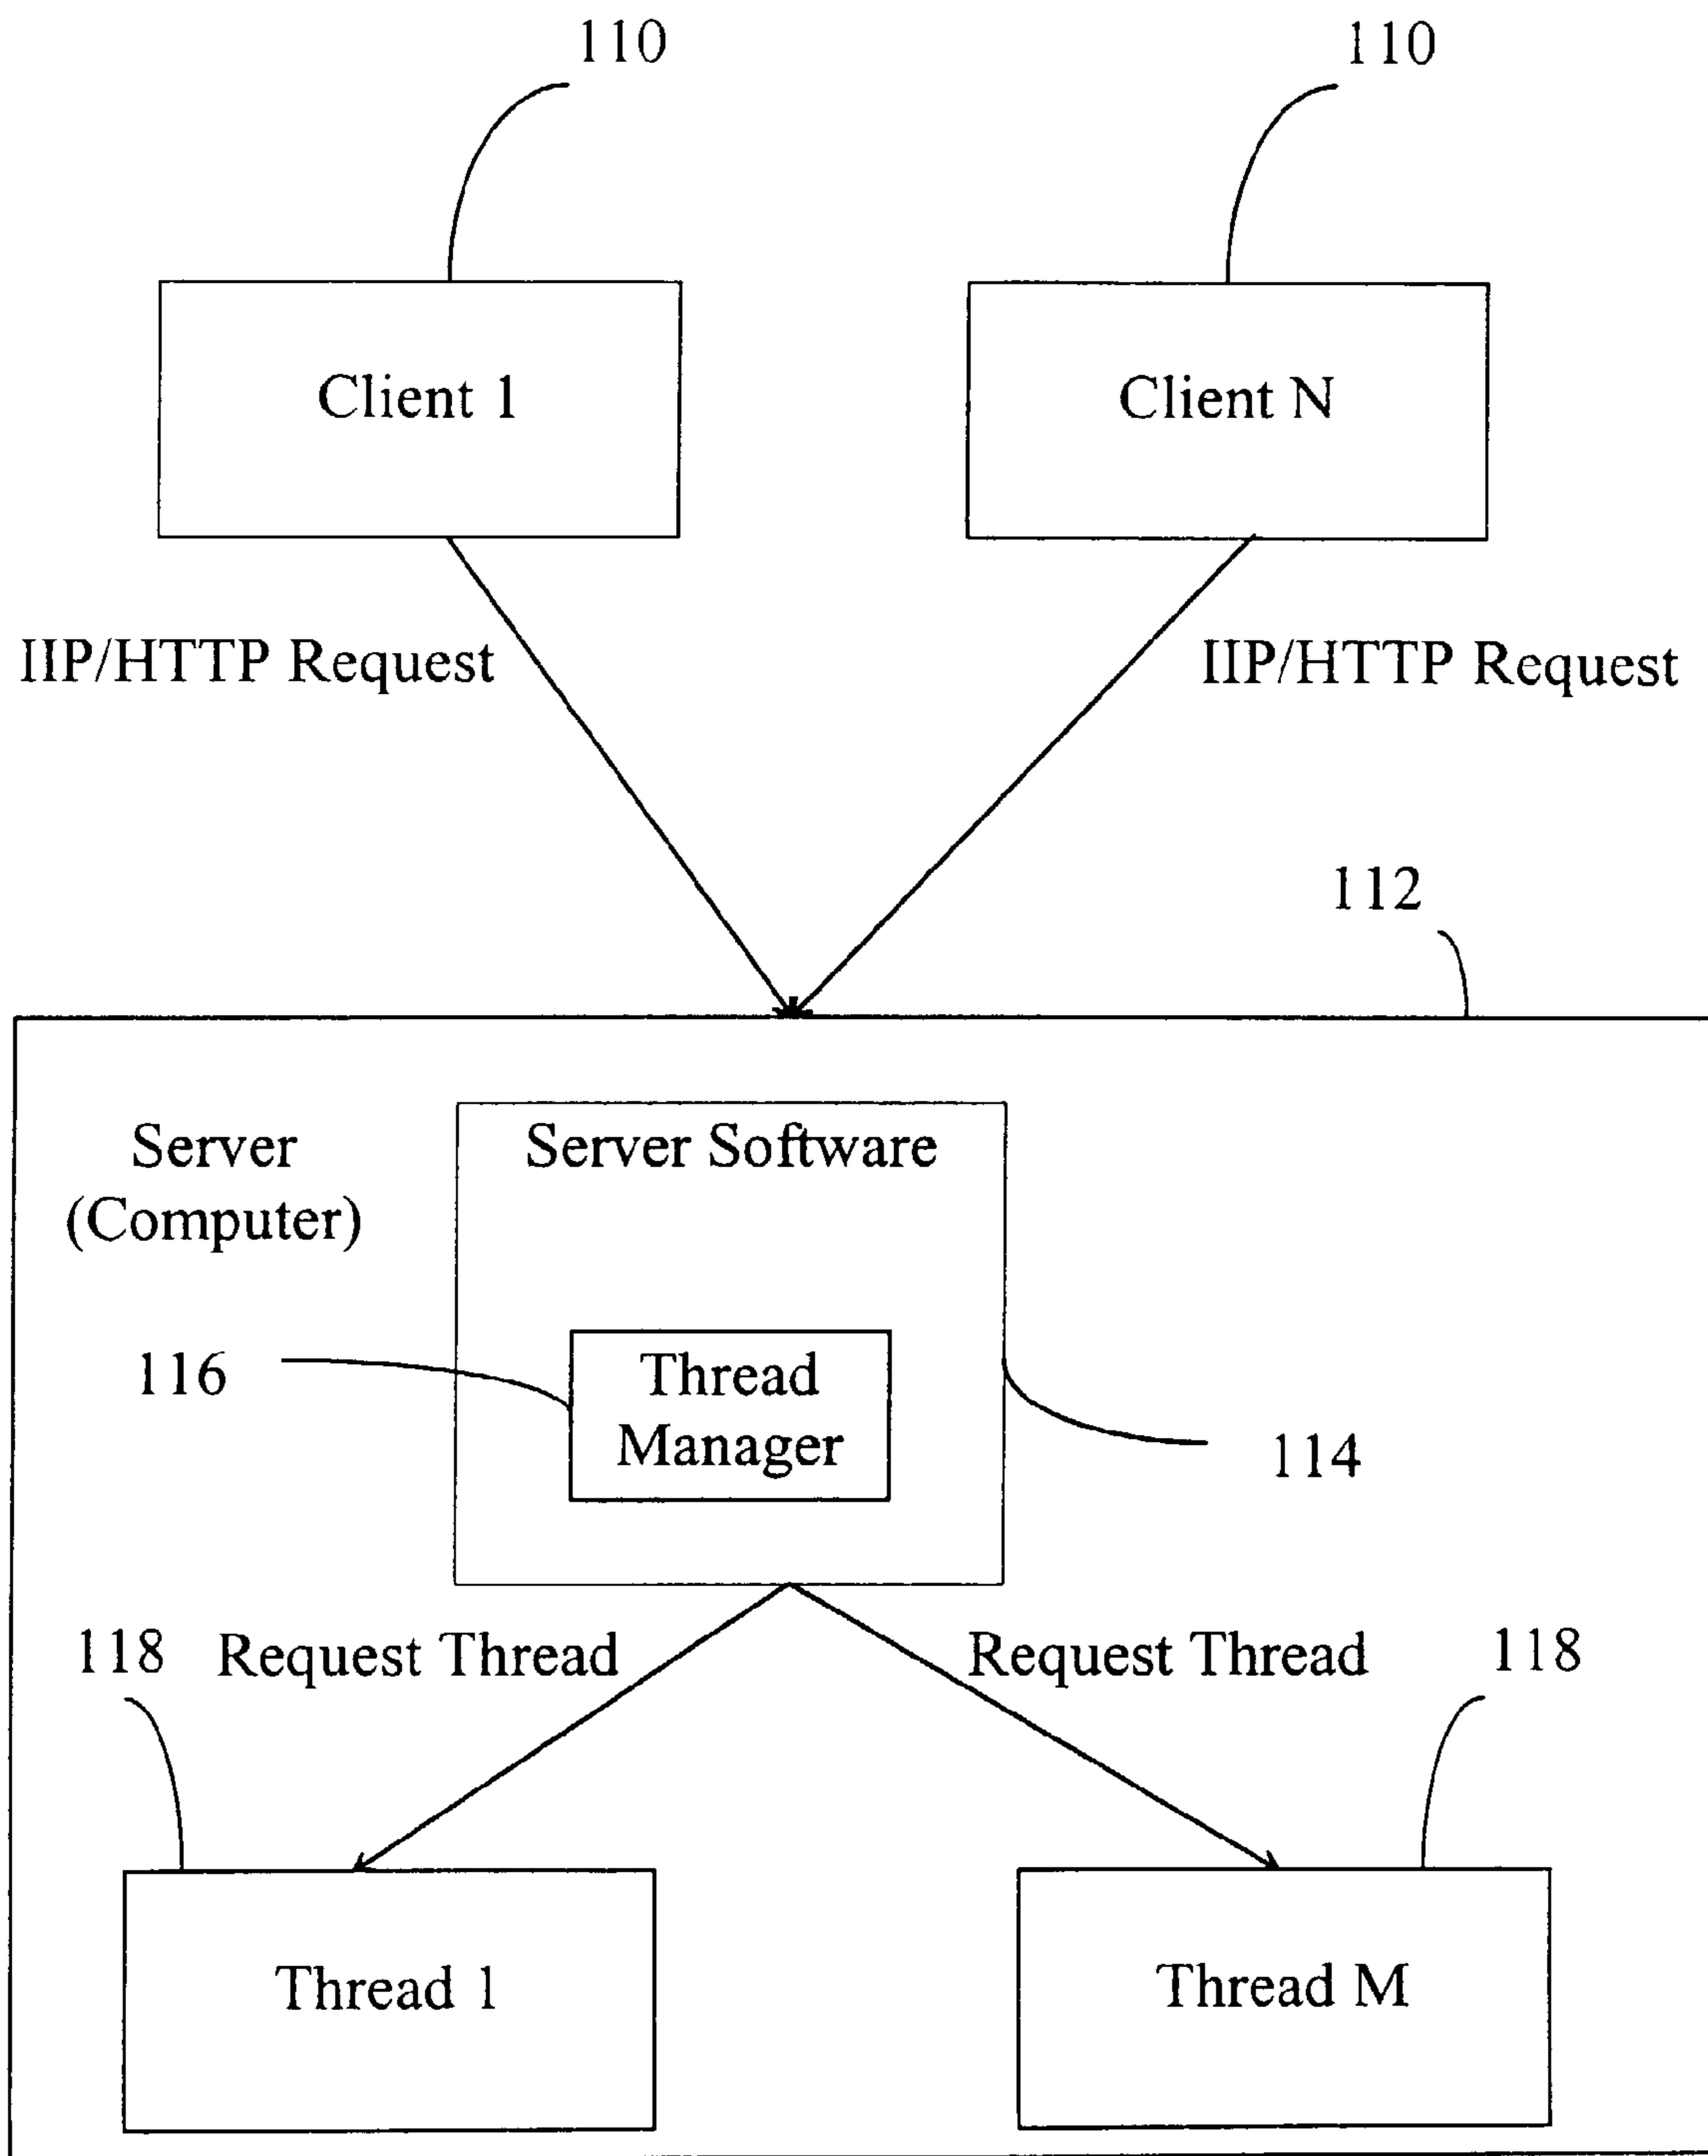 110
110
Client 1
Client N
IIP/HTTP Request
IIP/HTTP Request
112
Server
(Computer)
Server Software
116
Thread
Manager
114
118
Request Thread
Request Thread
118
Thread 1
Thread M